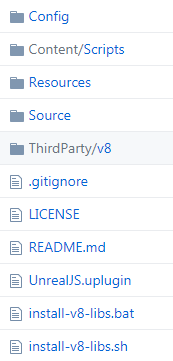 Config
Content/Scripts
Resources
Source
ThirdParty/v8
.gitignore
LICENSE
README.md
UnrealJS.uplugin
install-v8-libs.bat
install-v8-libs.sh